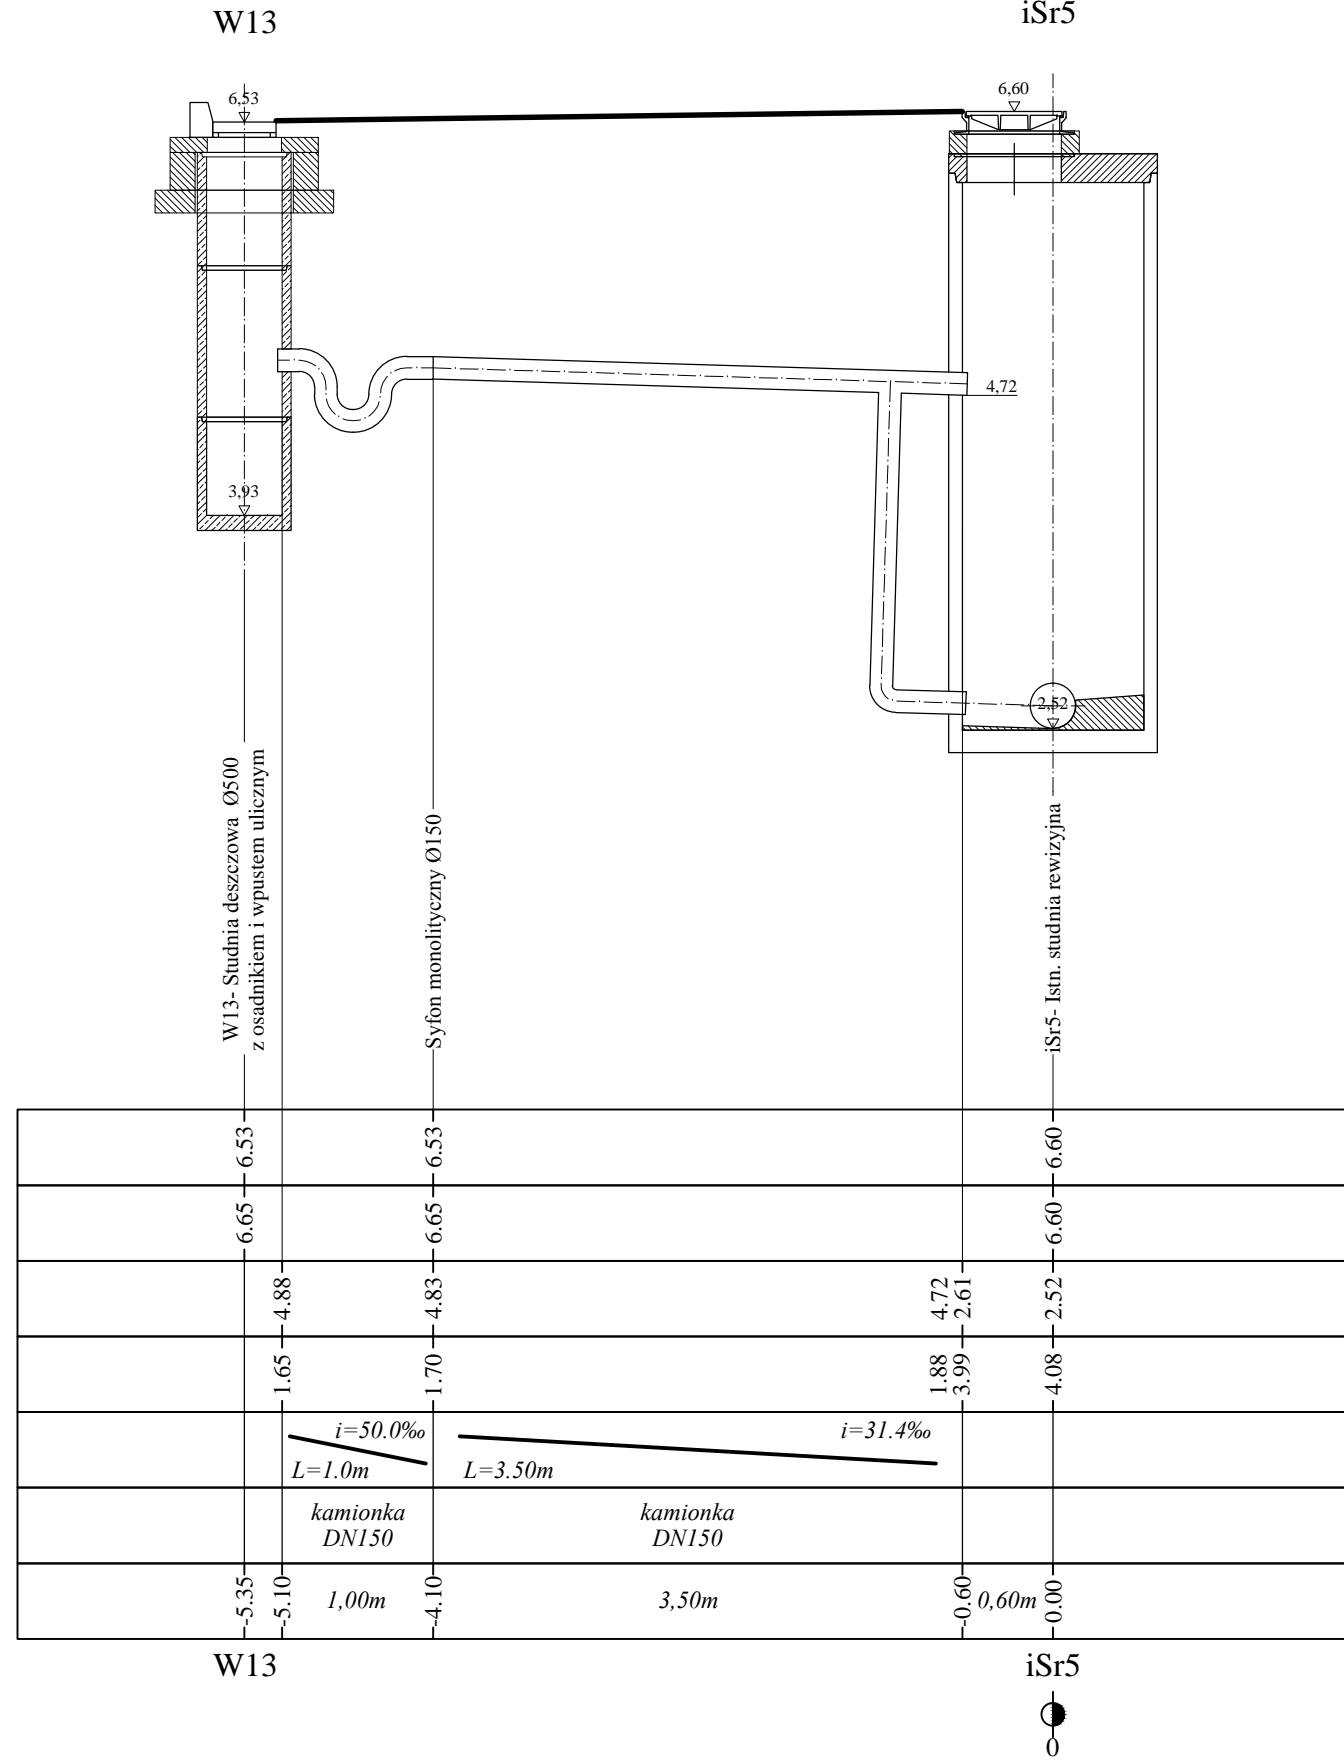 W13
iSr5
6,53
6,60
4,72
3,93
2,52
W13- Studnia deszczowa Ø500
z osadnikiem i wpustem ulicznym
Syfon monolityczny Ø150
iSr5- Istn. studnia rewizyjna
6.53
6.53
6.60
6.65
6.65
6.60
4.88
4.83
4.72
2.61
2.52
1.65
1.70
1.88
3.99
4.08
i=50.0‰
L=1.0m
i=31.4‰
L=3.50m
kamionka
DN150
kamionka
DN150
-5.35
-5.10
1,00m
-4.10
3,50m
-0.60
0,60m
0.00
W13
iSr5
0